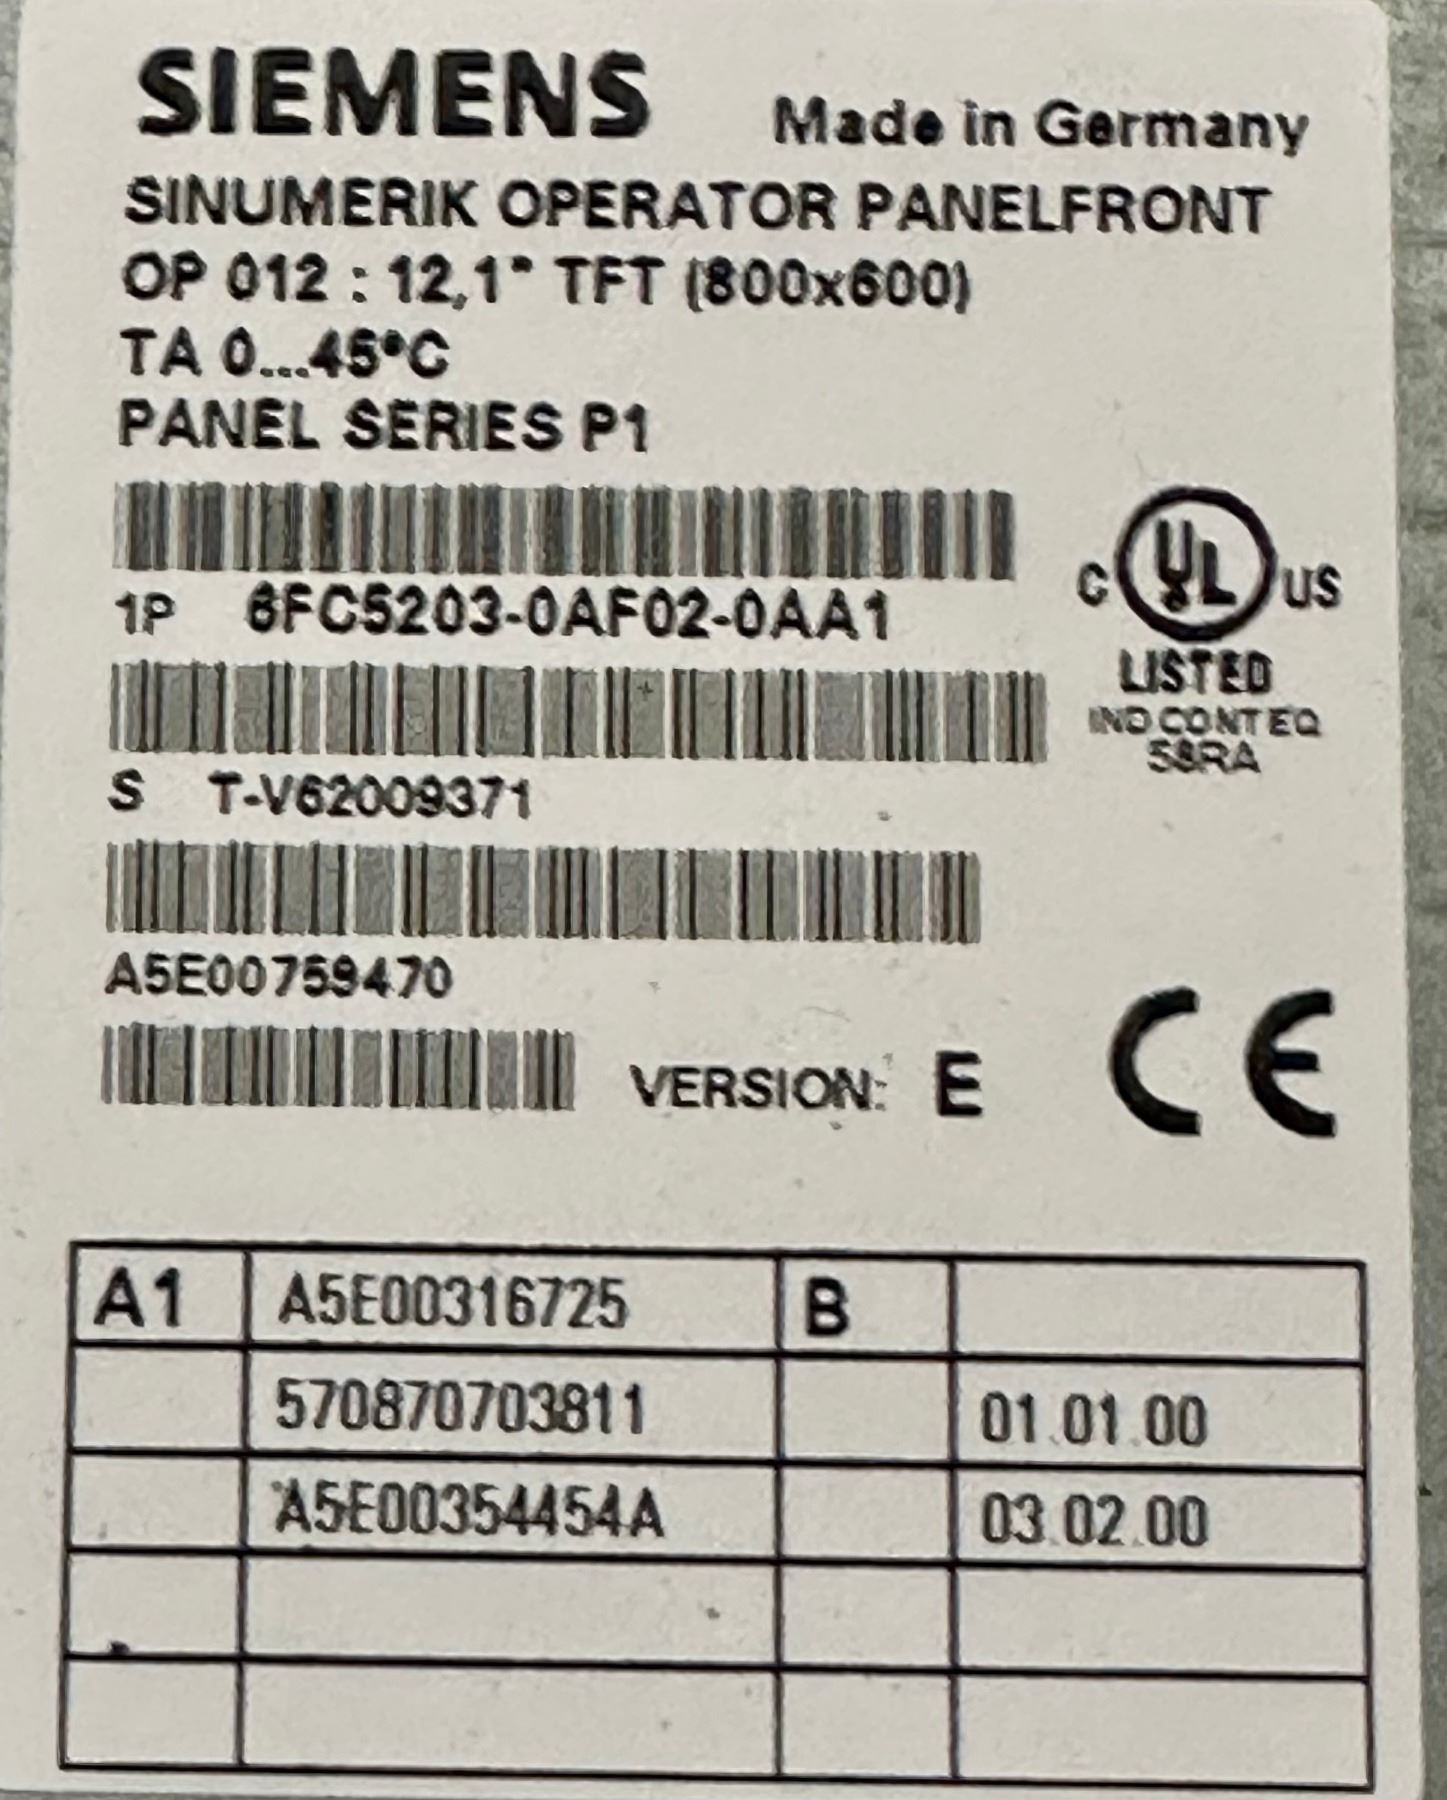 SIEMENS
Made in Germany
SINUMERIK OPERATOR PANELFRONT
OP 012 : 12,1" TFT (800x600)
TA 0...45°C
PANEL SERIES P1
1P 6FC5203-0AF02-0AA1
C UL US
LISTED
IND CONT EQ
58RA
S T-V62009371
A5E00759470
VERSION: E
CE
A1 A5E00316725 B
570870703811 01.01.00
A5E00354454A 03.02.00